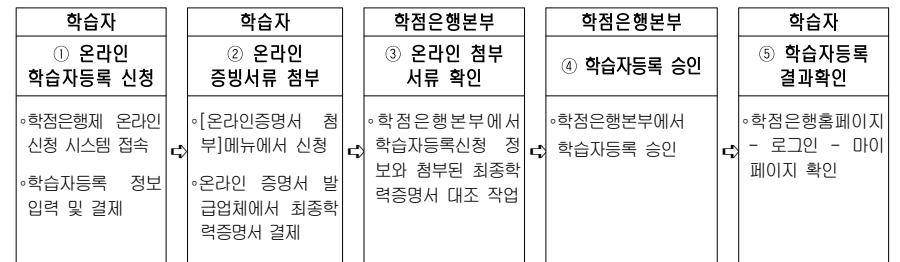 학습자
① 온라인
학습자등록 신청
◦학점은행제 온라인
신청 시스템 접속
◦학습자등록 정보
입력 및 결제
학습자
② 온라인
증빙서류 첨부
◦[온라인증명서 첨
부]메뉴에서 신청
◦온라인 증명서 발
급업체에서 최종학
력증명서 결제
학점은행본부
③ 온라인 첨부
서류 확인
◦학점은행본부에서
학습자등록신청 정
보와 첨부된 최종학
력증명서 대조 작업
학점은행본부
④ 학습자등록 승인
◦학점은행본부에서
학습자등록 승인
학습자
⑤ 학습자등록
결과확인
◦학점은행홈페이지
- 로그인 - 마이
페이지 확인